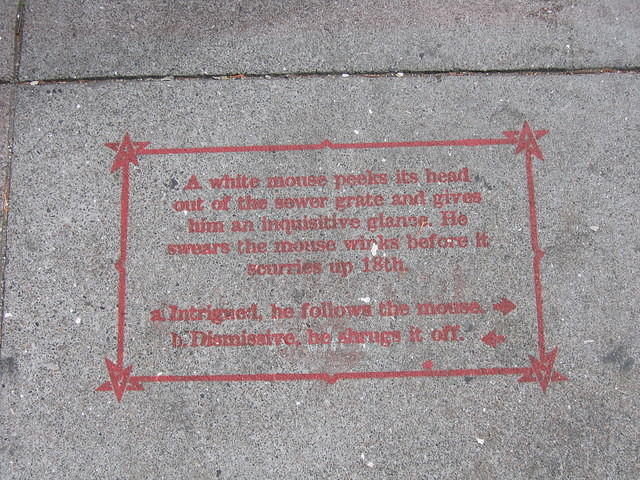 A white mouse peeks its head
out of the sewer grate and gives
him an inquisitive glance. He
swears the mouse winks before it
scurries up 18th.
a. Intrigued, he follows the mouse.
b. Dismissive, he shrugs it off.